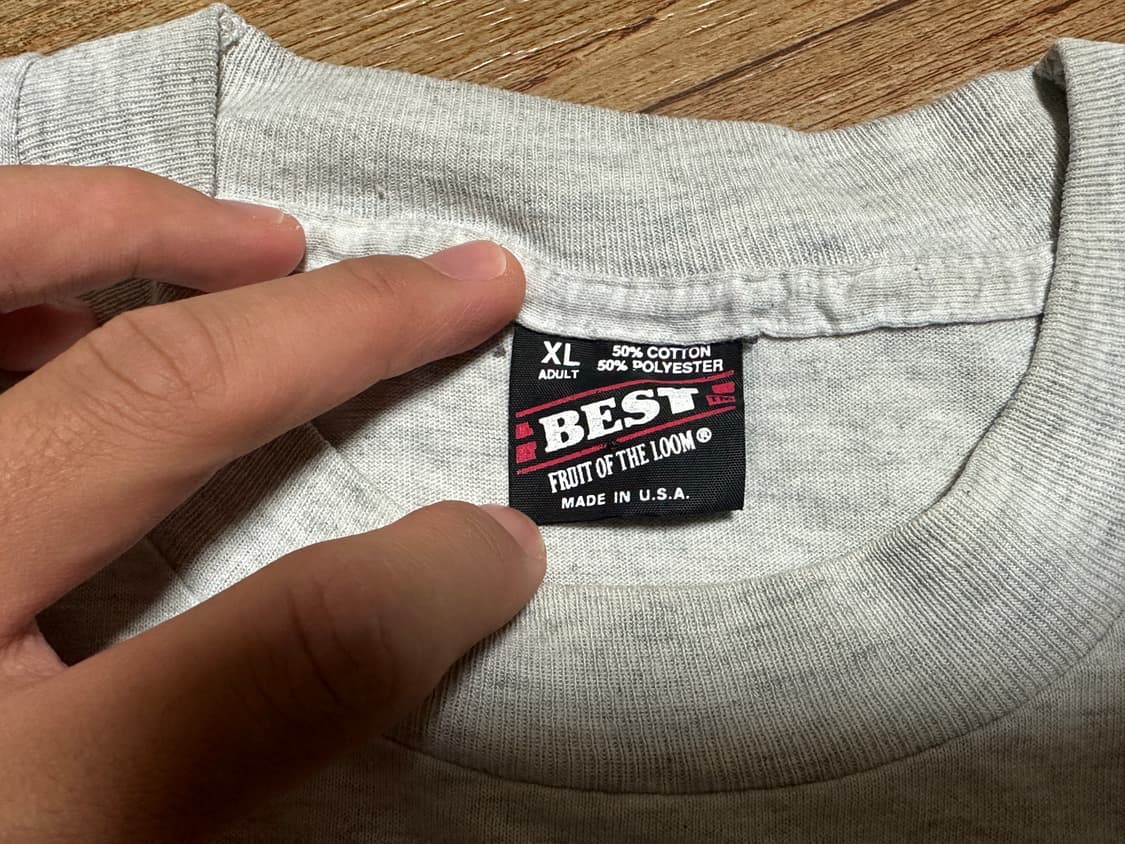 XL
ADULT
50% COTTON
50% POLYESTER
BEST
FRUIT OF THE LOOM®
MADE IN U.S.A.